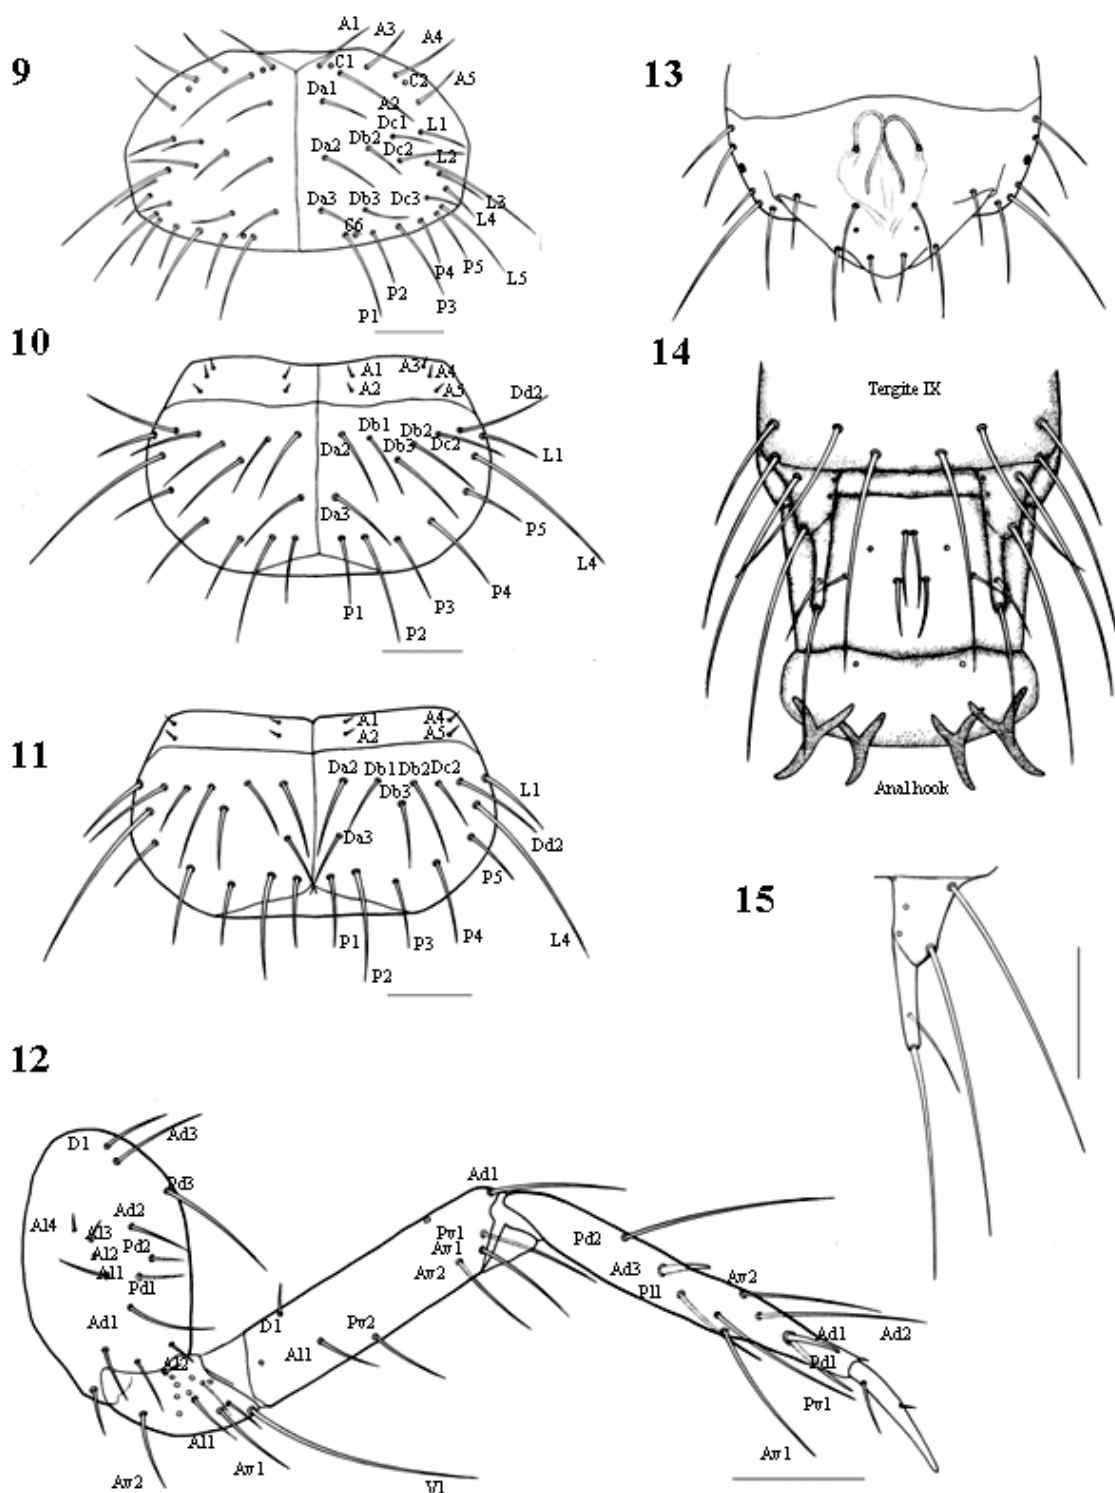 9
A1 A3 A4
C1 C2 A5
Da1 A2
Dc1 L1
Db2 Dc2
Da2 L2
Da3 Db3 Dc3 L3
L4
C6
P4 P5
P2 L5
P1 P3
10
A1 A3 A4
A2 A5
Dd2
Db1 Db2
Da2 Db3 Dc2
L1
Da3
P5
L4
P4
P1 P3
P2
11
A1 A4
A2 A5
Da2 Db1 Db2 Dc2
Db3
L1
Da3 Dd2
P5
P1 P3 P4
P2 L4
12
D1 Ad3
Pd3
Al4 Al3 Ad2
Al2 Pd2
Al1 Pd1
Ad1
Al2
Al1
Av2 Av1
V1
D1
Al1 Pv2
Ad1
Pv1
Av1
Av2
Pd2
Ad3
Pl1
Av2
Ad2
Ad1
Pd1
Pv1
Av1
13
14
Tergite IX
Anal hook
15